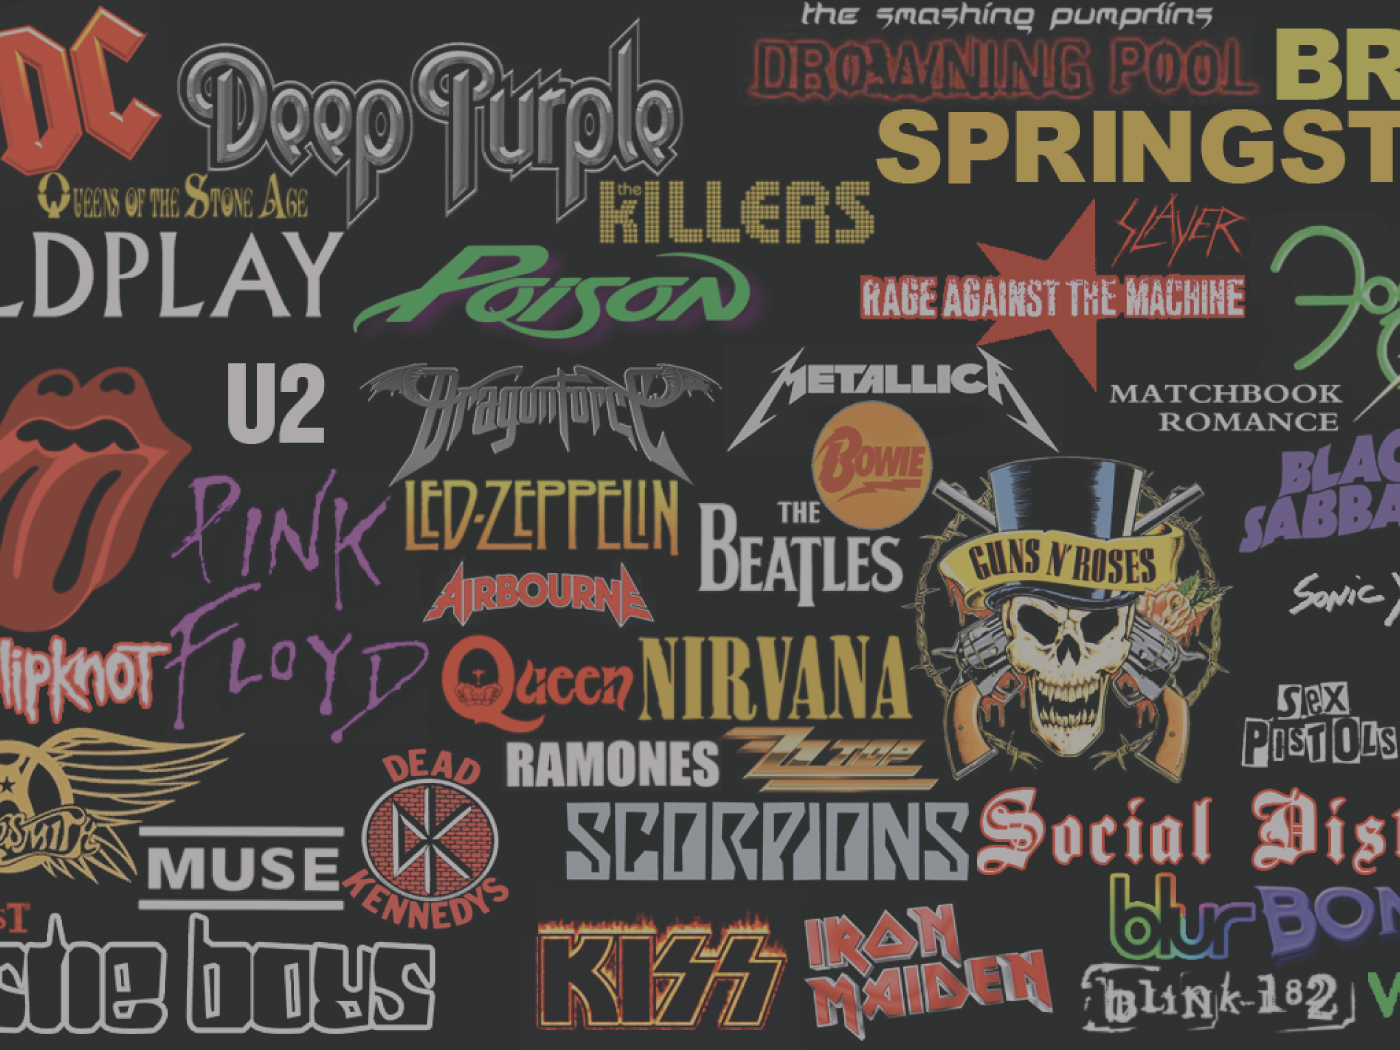 the smashing pumpkins
DC
Deep Purple
DROWNING POOL
BR
SPRINGST
QUEENS OF THE STONE AGE
the KILLERS
SLAYER
LDPLAY
POISON
RAGE AGAINST THE MACHINE
U2
Dragonforce
METALLICA
MATCHBOOK
ROMANCE
BOWIE
BLAC
SABBA
PINK
FLOYD
LED-ZEPPELIN
THE
BEATLES
GUNS N' ROSES
AIRBOURNE
SONIC Y
lipknot
Queen
NIRVANA
SEX
PISTOLS
RAMONES
ZZ TOP
DEAD
KENNEDYS
osmith
MUSE
SCORPIONS
Social Dist
blur
BON
ST
stie boys
KISS
IRON
MAIDEN
blink-182
V